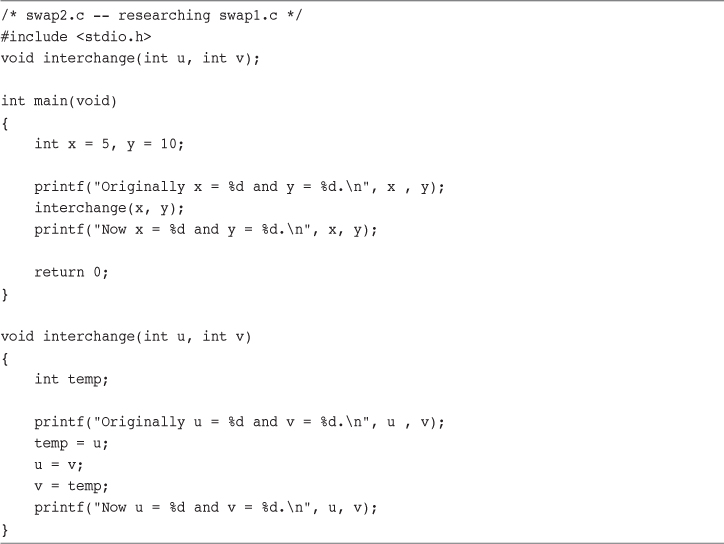 /* swap2.c -- researching swap1.c */
#include <stdio.h>
void interchange(int u, int v);
int main(void)
{
    int x = 5, y = 10;
    printf("Originally x = %d and y = %d.\n", x , y);
    interchange(x, y);
    printf("Now x = %d and y = %d.\n", x, y);
    return 0;
}
void interchange(int u, int v)
{
    int temp;
    printf("Originally u = %d and v = %d.\n", u , v);
    temp = u;
    u = v;
    v = temp;
    printf("Now u = %d and v = %d.\n", u, v);
}